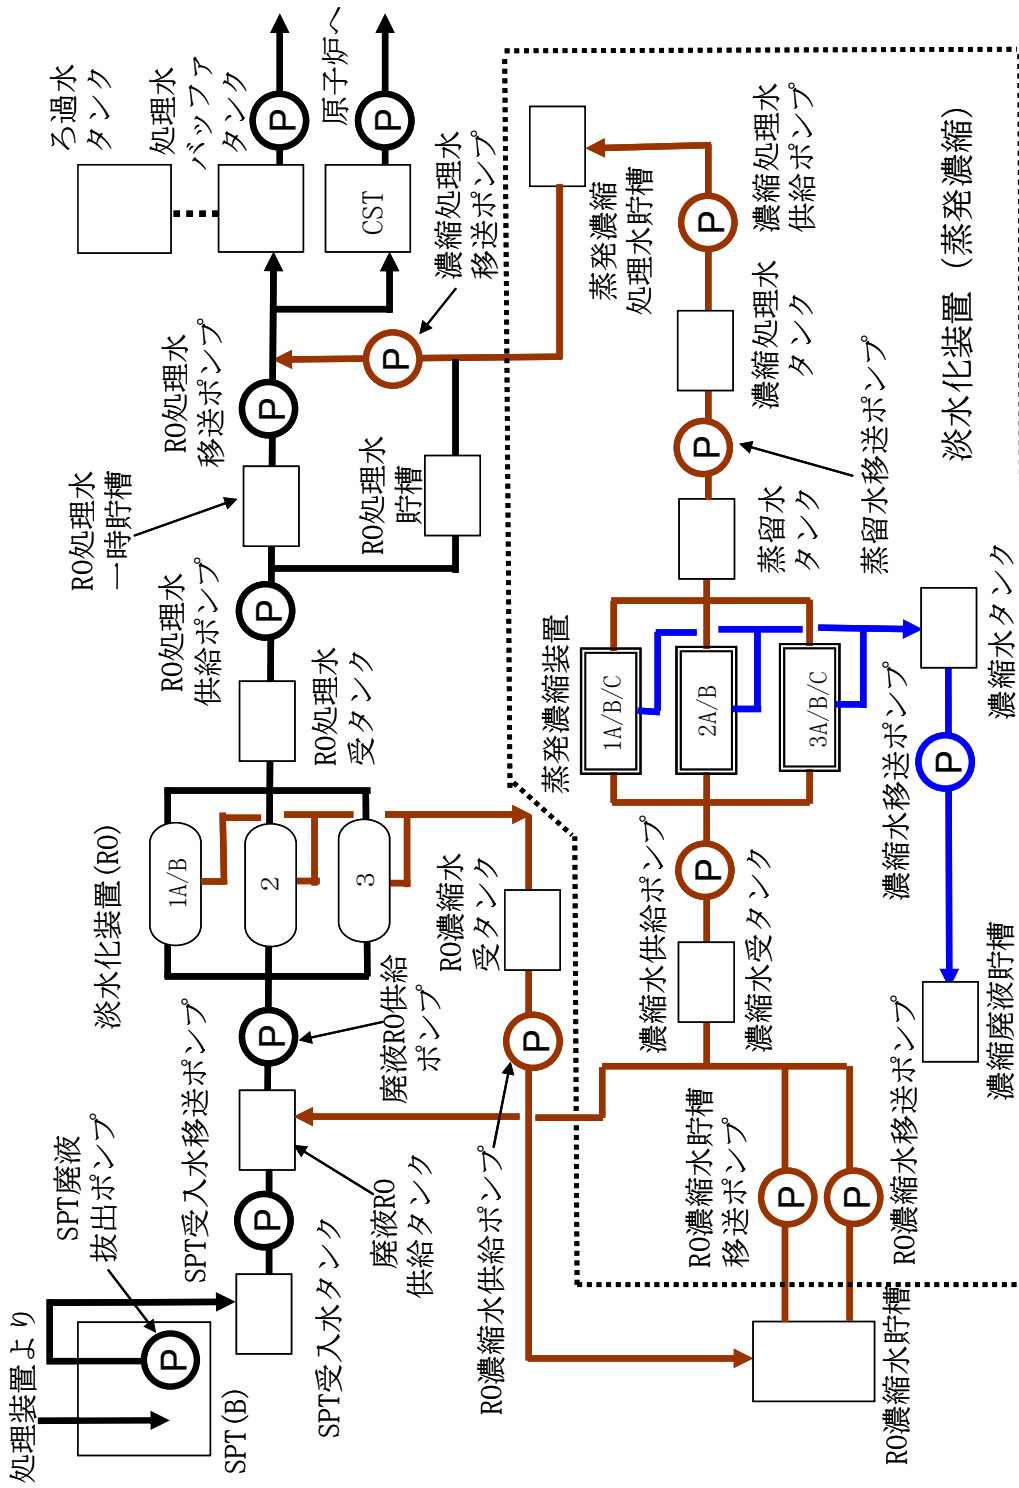 処理装置より
SPT(B)
SPT廃液
抜出ポンプ
P
SPT受入水タンク
SPT受入水移送ポンプ
P
廃液RO
供給タンク
廃液RO供給
ポンプ
P
淡水化装置(RO)
1A/B
2
3
RO処理水
受タンク
RO処理水
供給ポンプ
P
RO処理水
一時貯槽
RO処理水
貯槽
RO処理水
移送ポンプ
P
濃縮処理水
移送ポンプ
P
ろ過水
タンク
処理水
バッファ
タンク
P
CST
P
原子炉へ
RO濃縮水
受タンク
RO濃縮水供給ポンプ
P
RO濃縮水貯槽
RO濃縮水貯槽
移送ポンプ
P
RO濃縮水移送ポンプ
P
濃縮水受タンク
濃縮水供給ポンプ
P
蒸発濃縮装置
1A/B/C
2A/B
3A/B/C
蒸留水
タンク
蒸留水移送ポンプ
P
濃縮処理水
タンク
濃縮処理水
供給ポンプ
P
蒸発濃縮
処理水貯槽
濃縮水タンク
濃縮水移送ポンプ
P
濃縮廃液貯槽
淡水化装置(蒸発濃縮)